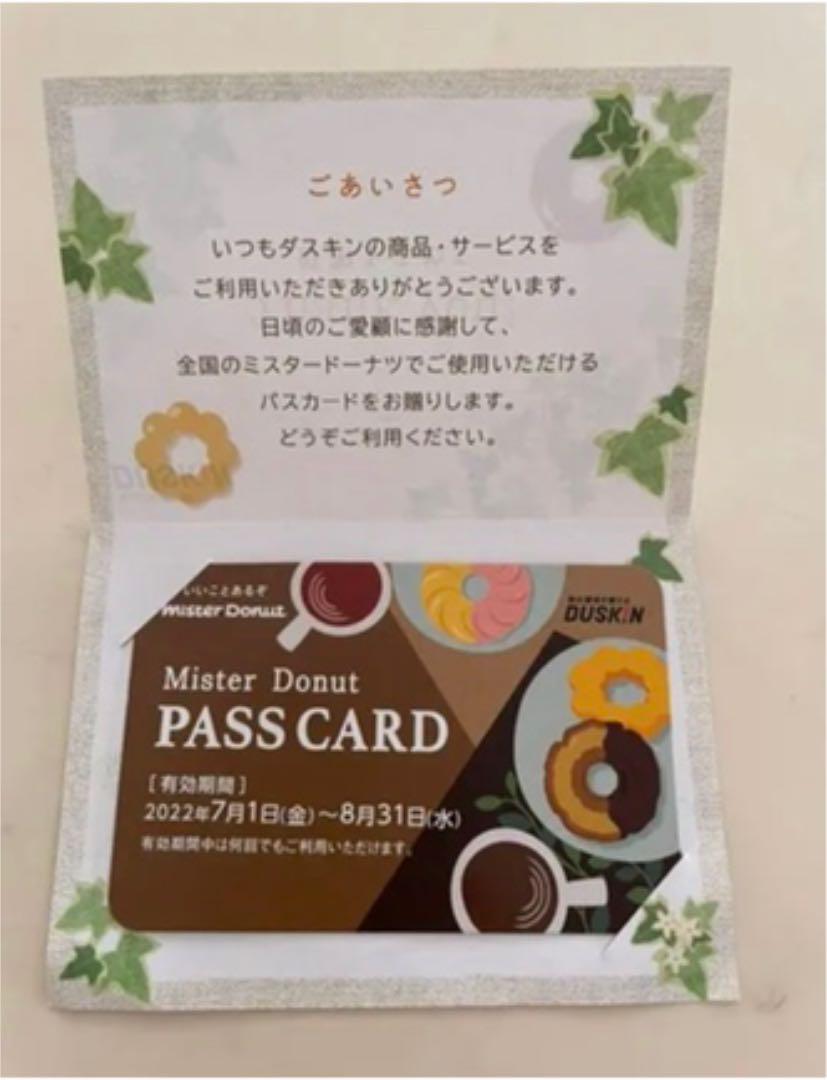 ごあいさつ
いつもダスキンの商品・サービスを
ご利用いただきありがとうございます。
日頃のご愛顧に感謝して、
全国のミスタードーナツでご使用いただける
パスカードをお贈りします。
どうぞご利用ください。
いいことあるぞ
mister Donut
DUSKIN
Mister Donut
PASS CARD
[有効期間]
2022年7月1日(金)～8月31日(水)
有効期間中は何回でもご利用いただけます。